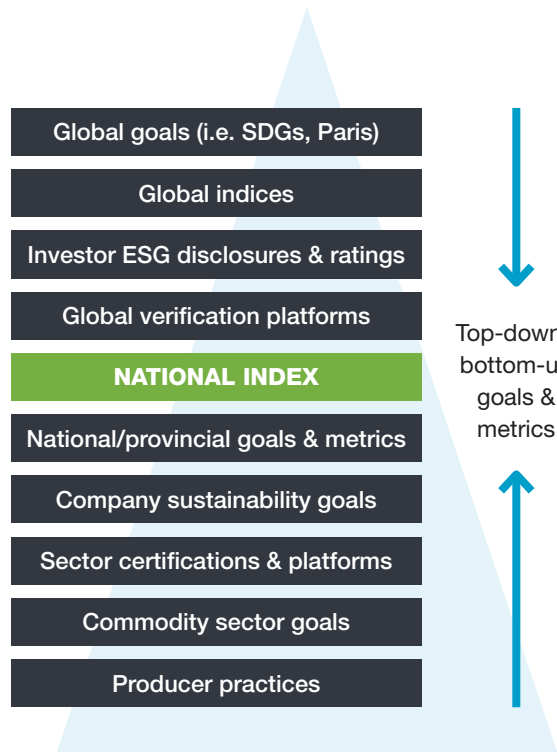 Global goals (i.e. SDGs, Paris)
Global indices
Investor ESG disclosures & ratings
Global verification platforms
NATIONAL INDEX
National/provincial goals & metrics
Company sustainability goals
Sector certifications & platforms
Commodity sector goals
Producer practices
Top-down
bottom-u
goals &
metrics